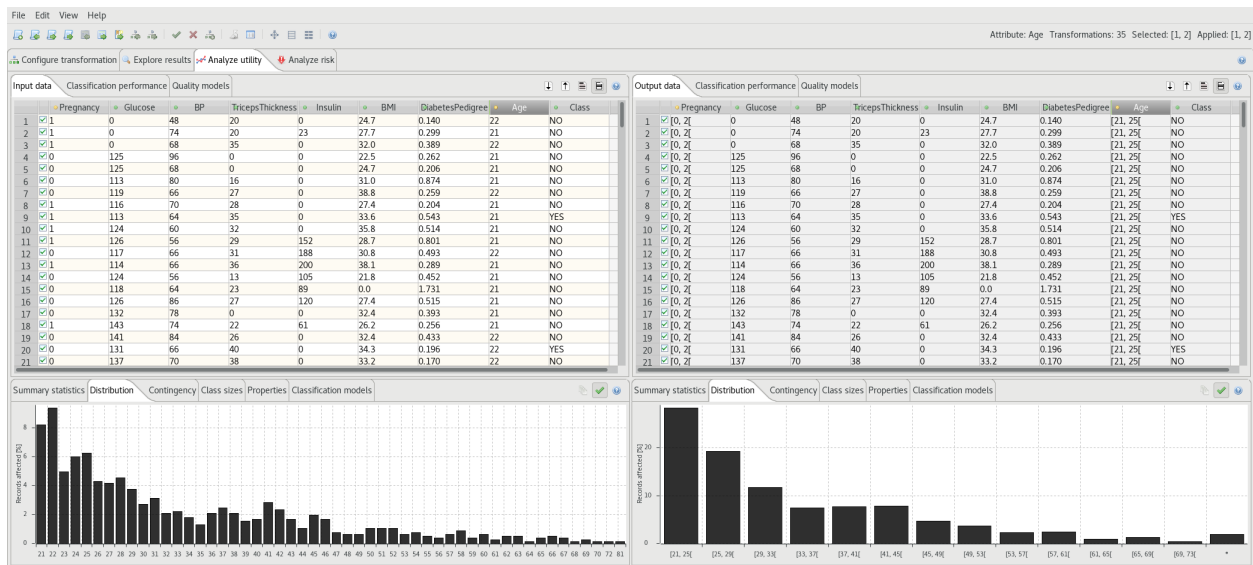 File Edit View Help
Attribute: Age Transformations: 35 Selected: [1, 2] Applied: [1, 2]
Configure transformation Explore results Analyze utility Analyze risk
Input data Classification performance Quality models
Pregnancy Glucose BP TricepsThickness Insulin BMI DiabetesPedigree Age Class
1 1 0 48 20 0 24.7 0.140 22 NO
2 1 0 74 20 23 27.7 0.299 21 NO
3 1 0 68 35 0 32.0 0.389 22 NO
4 0 125 96 0 0 22.5 0.262 21 NO
5 0 125 68 0 0 24.7 0.206 21 NO
6 0 113 80 16 0 31.0 0.874 21 NO
7 0 119 66 27 0 38.8 0.259 22 NO
8 1 116 70 28 0 27.4 0.204 21 NO
9 1 113 64 35 0 33.6 0.543 21 YES
10 1 124 60 32 0 35.8 0.514 21 NO
11 1 126 56 29 152 28.7 0.801 21 NO
12 0 117 66 31 188 30.8 0.493 22 NO
13 1 114 66 36 200 38.1 0.289 21 NO
14 0 124 56 13 105 21.8 0.452 21 NO
15 0 118 64 23 89 0.0 1.731 21 NO
16 0 126 86 27 120 27.4 0.515 21 NO
17 0 132 78 0 0 32.4 0.393 21 NO
18 1 143 74 22 61 26.2 0.256 21 NO
19 0 141 84 26 0 32.4 0.433 22 NO
20 0 131 66 40 0 34.3 0.196 22 YES
21 0 137 70 38 0 33.2 0.170 22 NO
Output data Classification performance Quality models
Pregnancy Glucose BP TricepsThickness Insulin BMI DiabetesPedigree Age Class
1 [0, 2[ 0 48 20 0 24.7 0.140 [21, 25[ NO
2 [0, 2[ 0 74 20 23 27.7 0.299 [21, 25[ NO
3 [0, 2[ 0 68 35 0 32.0 0.389 [21, 25[ NO
4 [0, 2[ 125 96 0 0 22.5 0.262 [21, 25[ NO
5 [0, 2[ 125 68 0 0 24.7 0.206 [21, 25[ NO
6 [0, 2[ 113 80 16 0 31.0 0.874 [21, 25[ NO
7 [0, 2[ 119 66 27 0 38.8 0.259 [21, 25[ NO
8 [0, 2[ 116 70 28 0 27.4 0.204 [21, 25[ NO
9 [0, 2[ 113 64 35 0 33.6 0.543 [21, 25[ YES
10 [0, 2[ 124 60 32 0 35.8 0.514 [21, 25[ NO
11 [0, 2[ 126 56 29 152 28.7 0.801 [21, 25[ NO
12 [0, 2[ 117 66 31 188 30.8 0.493 [21, 25[ NO
13 [0, 2[ 114 66 36 200 38.1 0.289 [21, 25[ NO
14 [0, 2[ 124 56 13 105 21.8 0.452 [21, 25[ NO
15 [0, 2[ 118 64 23 89 0.0 1.731 [21, 25[ NO
16 [0, 2[ 126 86 27 120 27.4 0.515 [21, 25[ NO
17 [0, 2[ 132 78 0 0 32.4 0.393 [21, 25[ NO
18 [0, 2[ 143 74 22 61 26.2 0.256 [21, 25[ NO
19 [0, 2[ 141 84 26 0 32.4 0.433 [21, 25[ NO
20 [0, 2[ 131 66 40 0 34.3 0.196 [21, 25[ YES
21 [0, 2[ 137 70 38 0 33.2 0.170 [21, 25[ NO
Summary statistics Distribution Contingency Class sizes Properties Classification models
Records affected [%]
8
6
4
2
0
21 22 23 24 25 26 27 28 29 30 31 32 33 34 35 36 37 38 39 40 41 42 43 44 45 46 47 48 49 50 51 52 53 54 55 56 57 58 59 60 61 62 63 64 65 66 67 68 69 70 72 81
Summary statistics Distribution Contingency Class sizes Properties Classification models
Records affected [%]
20
10
0
[21, 25[ [25, 29[ [29, 33[ [33, 37[ [37, 41[ [41, 45[ [45, 49[ [49, 53[ [53, 57[ [57, 61[ [61, 65[ [65, 69[ [69, 73[ *